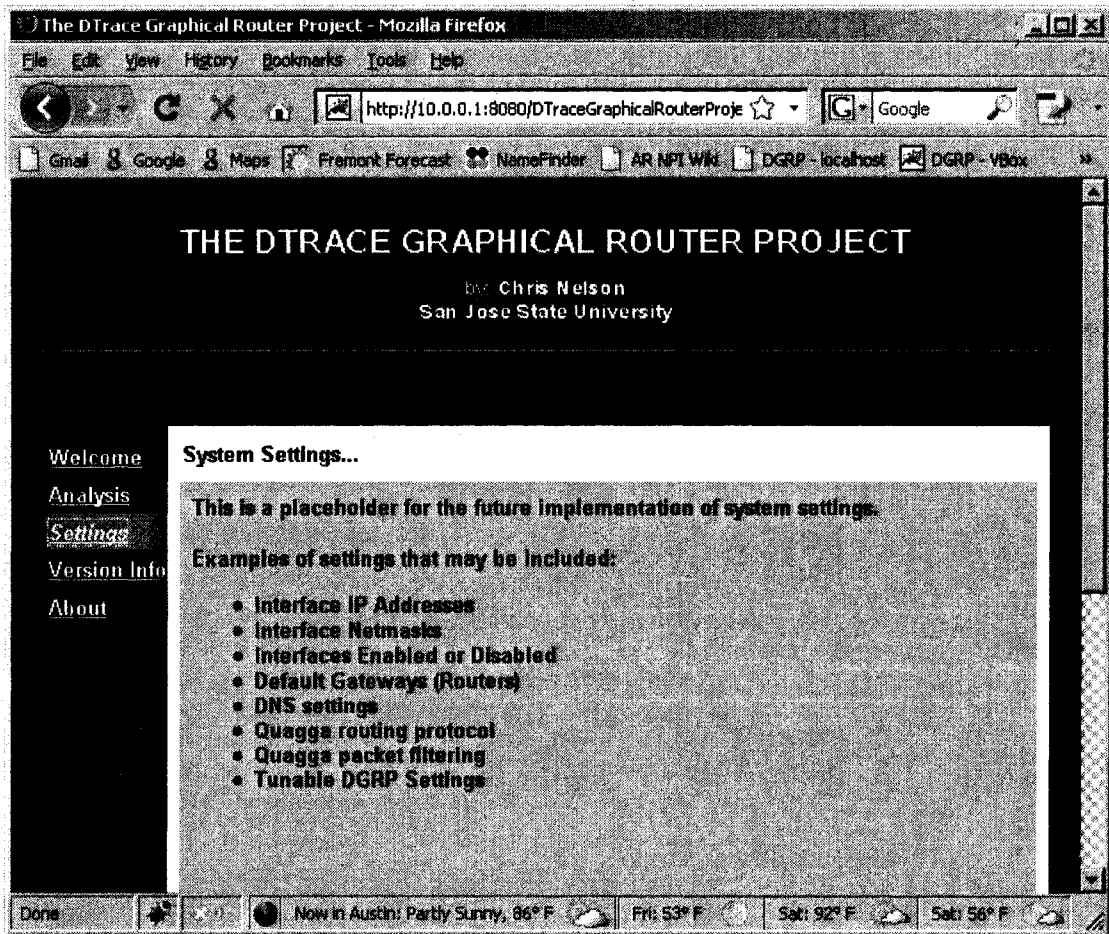 The DTrace Graphical Router Project - Mozilla Firefox
File Edit View History Bookmarks Tools Help
http://10.0.0.1:8080/DTraceGraphicalRouterProje
G Google
Gmail Google Maps Fremont Forecast NameFinder AR NPI Wiki DGRP - localhost DGRP - VBox »
THE DTRACE GRAPHICAL ROUTER PROJECT
by: Chris Nelson
San Jose State University
Welcome
Analysis
Settings
Version Info
About
System Settings...
This is a placeholder for the future implementation of system settings.
Examples of settings that may be included:
• Interface IP Addresses
• Interface Netmasks
• Interfaces Enabled or Disabled
• Default Gateways (Routers)
• DNS settings
• Quagga routing protocol
• Quagga packet filtering
• Tunable DGRP Settings
Done Now in Austin: Partly Sunny, 86° F Fri: 53° F Sat: 92° F Sat: 56° F